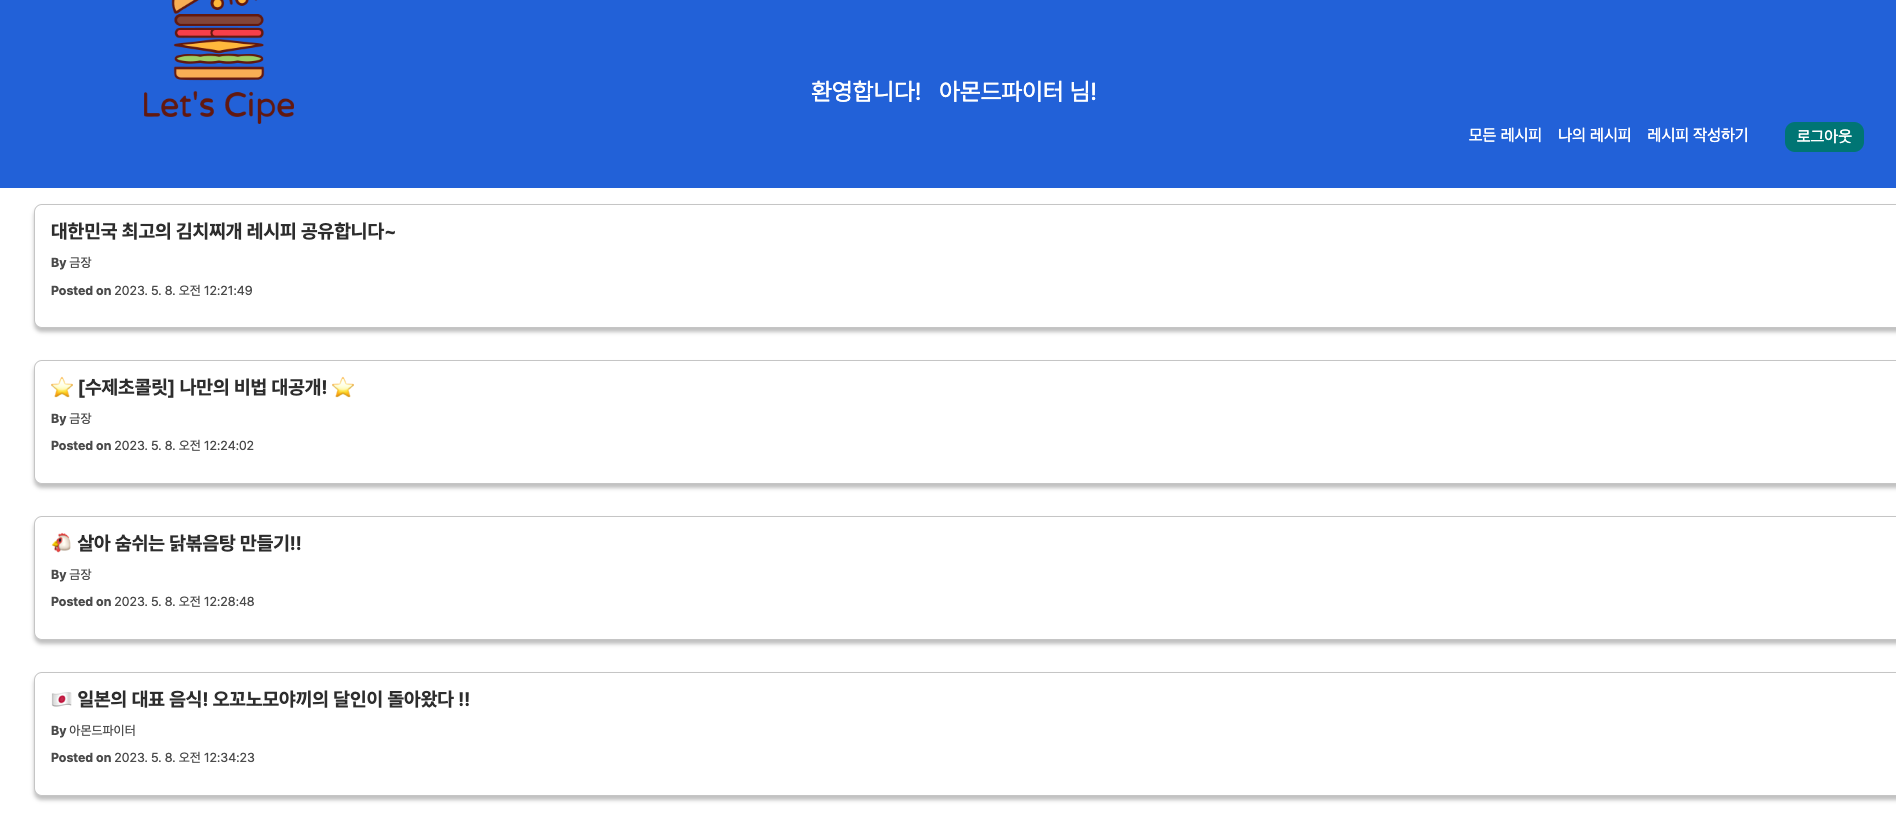 Let's Cipe
환영합니다! 아몬드파이터 님!
모든 레시피 나의 레시피 레시피 작성하기 로그아웃
대한민국 최고의 김치찌개 레시피 공유합니다~
By 금장
Posted on 2023. 5. 8. 오전 12:21:49
⭐ [수제초콜릿] 나만의 비법 대공개! ⭐
By 금장
Posted on 2023. 5. 8. 오전 12:24:02
🐔 살아 숨쉬는 닭볶음탕 만들기!!
By 금장
Posted on 2023. 5. 8. 오전 12:28:48
🇯🇵 일본의 대표 음식! 오꼬노모야끼의 달인이 돌아왔다 !!
By 아몬드파이터
Posted on 2023. 5. 8. 오전 12:34:23